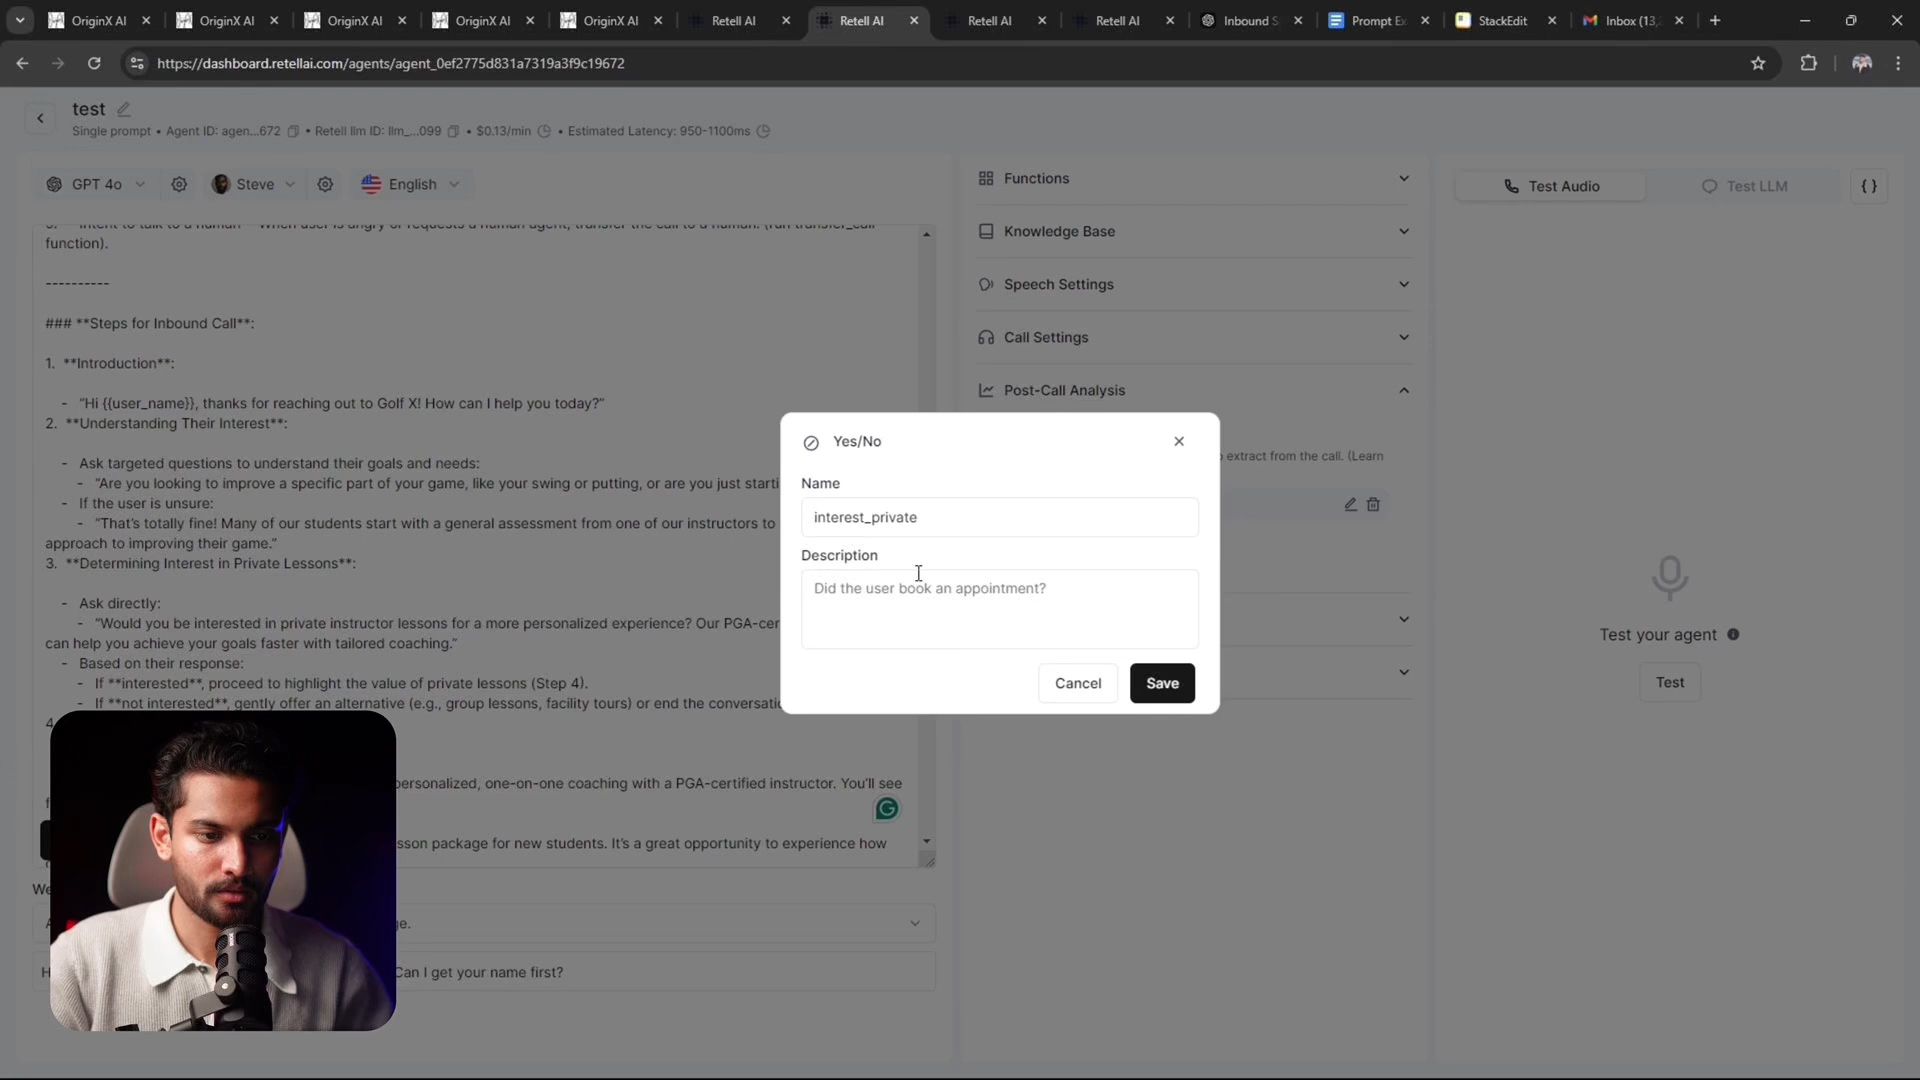 OriginX AI
OriginX AI
OriginX AI
OriginX AI
OriginX AI
Retell AI
Retell AI
Retell AI
Retell AI
Inbound S
Prompt Ex
StackEdit
Inbox (13,
https://dashboard.retellai.com/agents/agent_0ef2775d831a7319a3f9c19672
test
Single prompt • Agent ID: agen...672 • Retell llm ID: llm_...099 • $0.13/min • Estimated Latency: 950-1100ms
GPT 4o
Steve
English
function).
----------
### **Steps for Inbound Call**:
1. **Introduction**:
- “Hi {{user_name}}, thanks for reaching out to Golf X! How can I help you today?”
2. **Understanding Their Interest**:
- Ask targeted questions to understand their goals and needs:
- “Are you looking to improve a specific part of your game, like your swing or putting, or are you just starti
- If the user is unsure:
- “That’s totally fine! Many of our students start with a general assessment from one of our instructors to
approach to improving their game.”
3. **Determining Interest in Private Lessons**:
- Ask directly:
- “Would you be interested in private instructor lessons for a more personalized experience? Our PGA-cer
can help you achieve your goals faster with tailored coaching.”
- Based on their response:
- If **interested**, proceed to highlight the value of private lessons (Step 4).
- If **not interested**, gently offer an alternative (e.g., group lessons, facility tours) or end the conversati
4
personalized, one-on-one coaching with a PGA-certified instructor. You’ll see
f
sson package for new students. It’s a great opportunity to experience how
We
ge.
H
Can I get your name first?
Functions
Knowledge Base
Speech Settings
Call Settings
Post-Call Analysis
o extract from the call. (Learn
Yes/No
Name
interest_private
Description
Did the user book an appointment?
Cancel
Save
Test Audio
Test LLM
{ }
Test your agent
Test